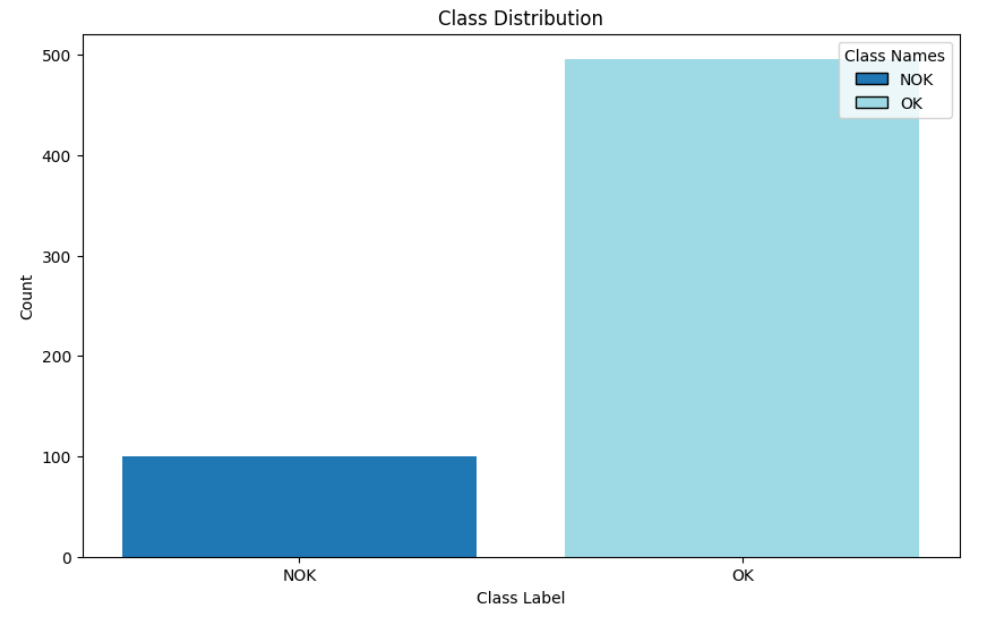 Class Distribution
Class Names
NOK
OK
500
400
300
200
100
0
Count
NOK
OK
Class Label